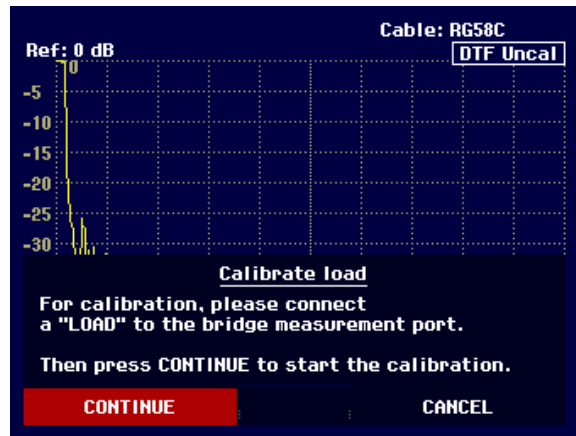 Cable: RG58C
Ref: 0 dB
DTF Uncal
0
-5
-10
-15
-20
-25
-30
Calibrate load
For calibration, please connect
a "LOAD" to the bridge measurement port.
Then press CONTINUE to start the calibration.
CONTINUE
CANCEL